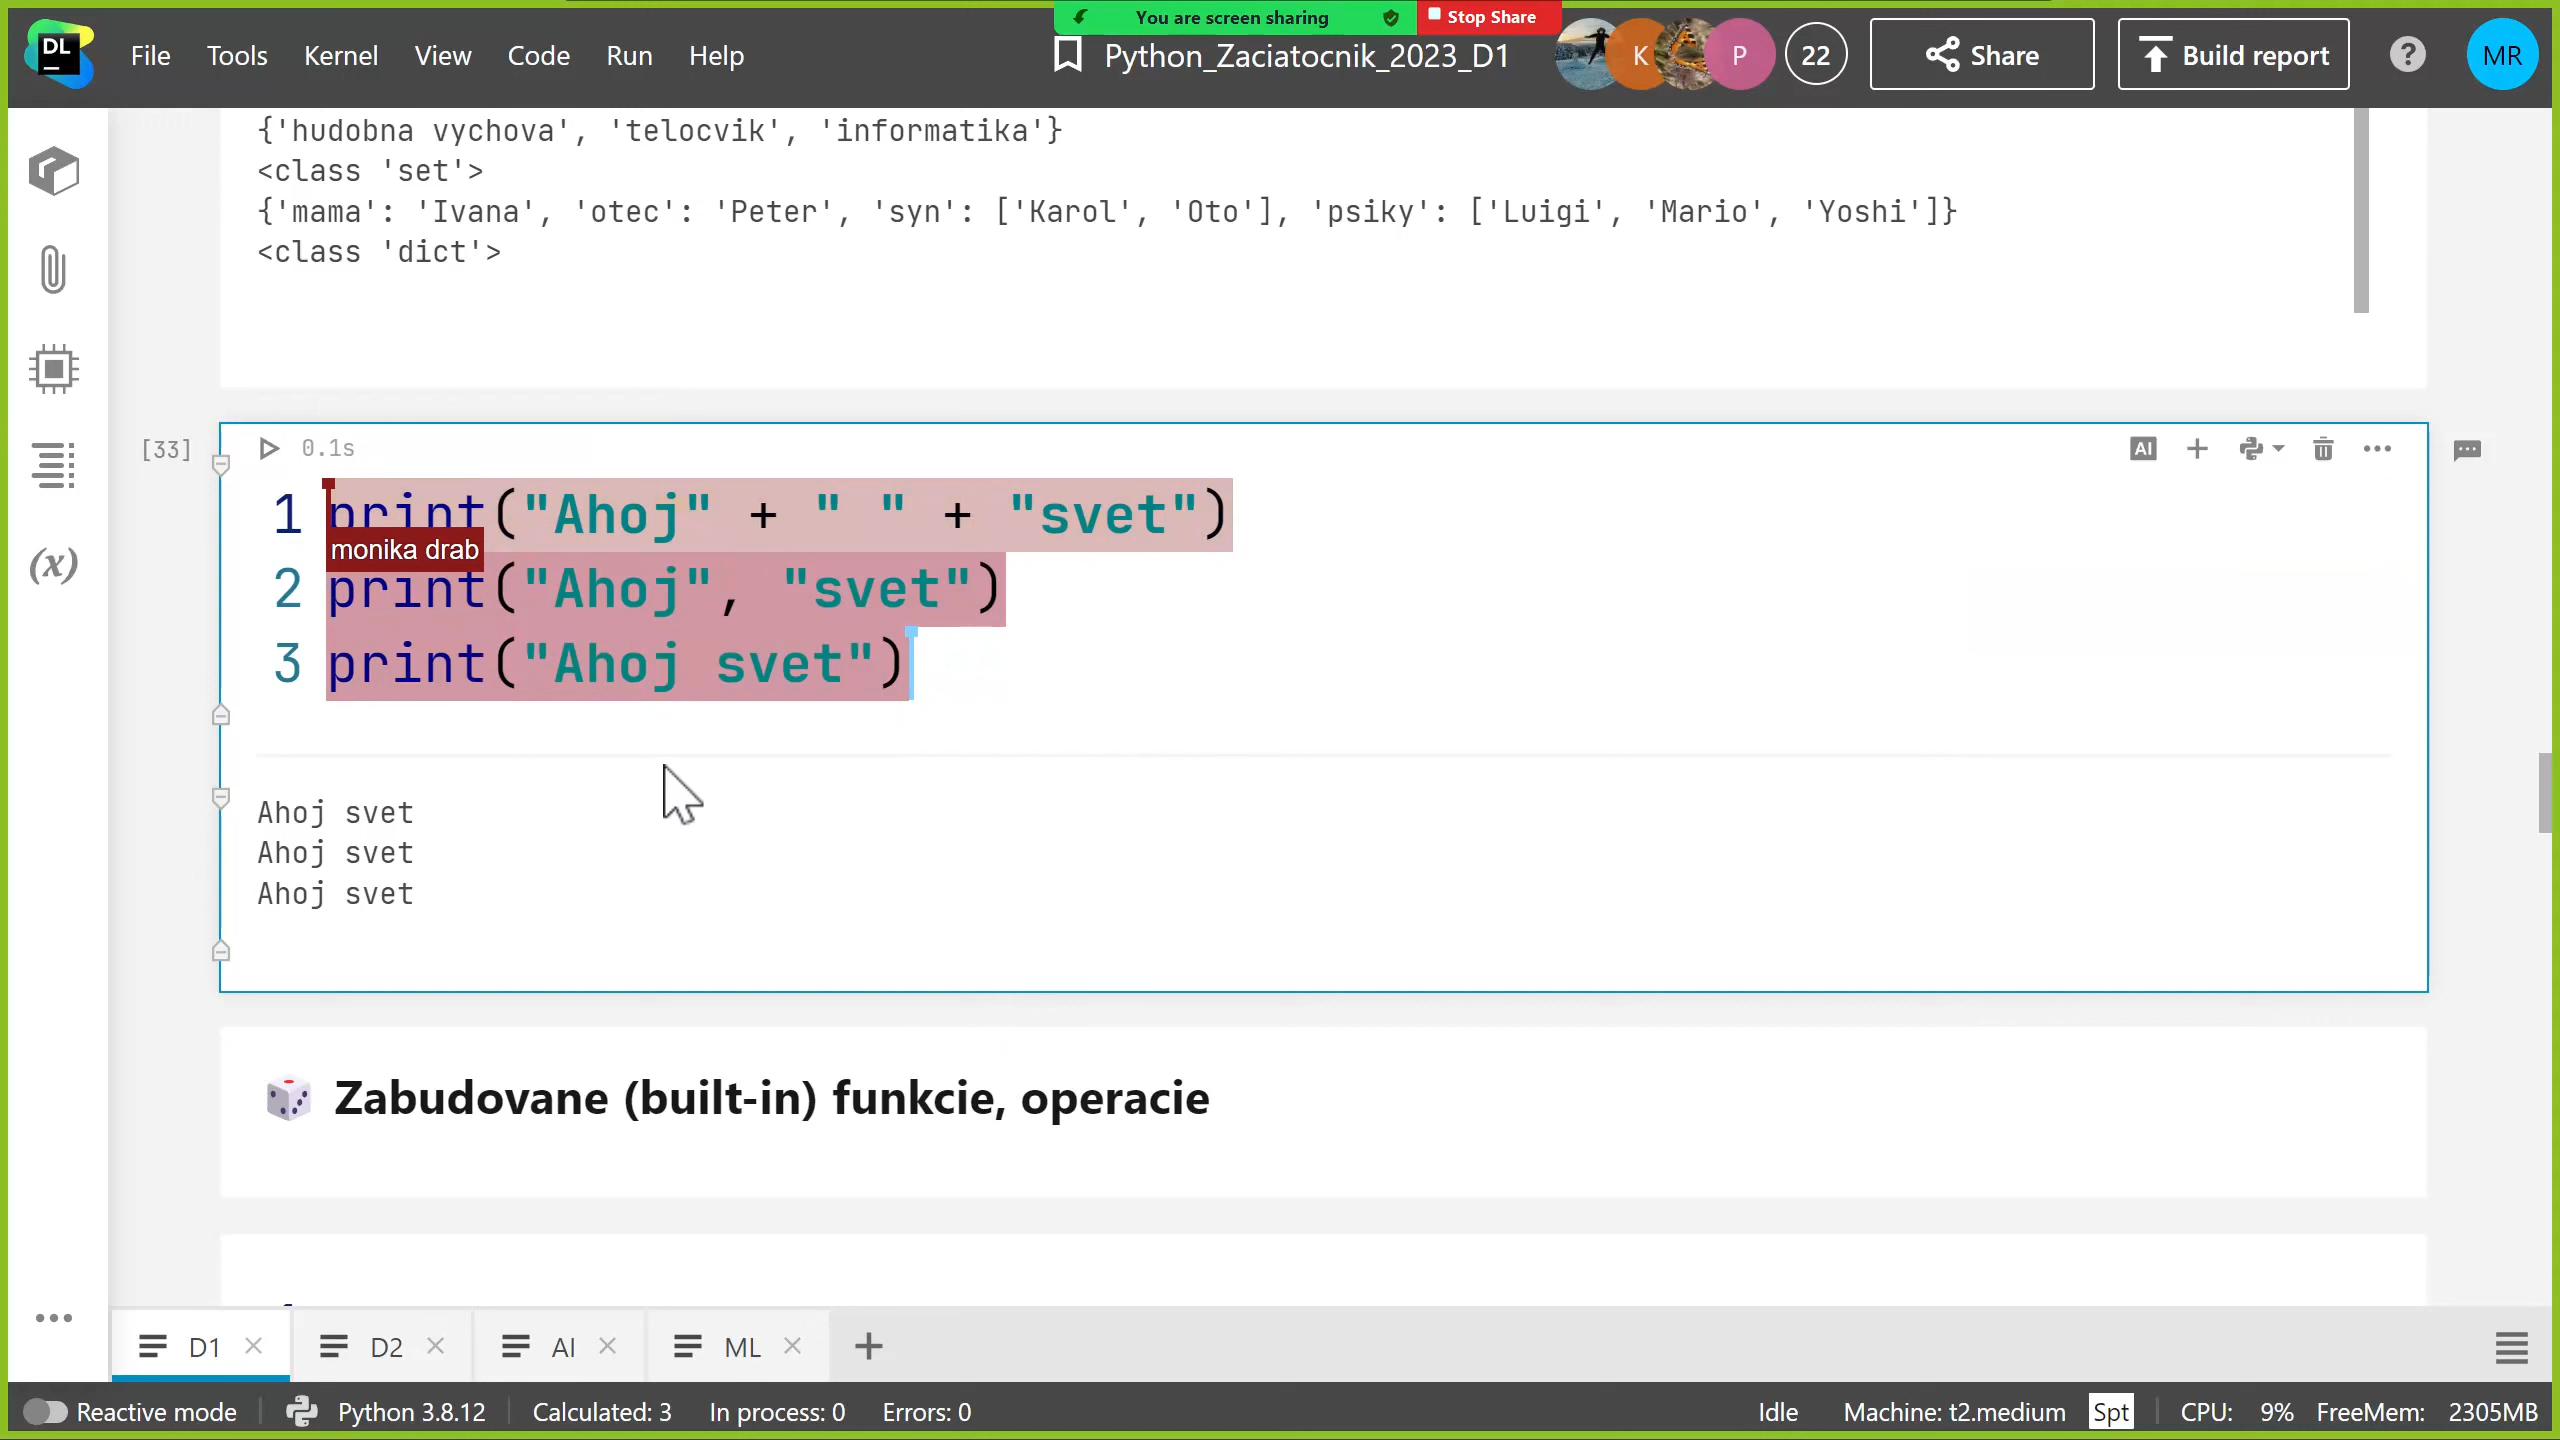 You are screen sharing
Stop Share
DL
File Tools Kernel View Code Run Help
Python_Zaciatocnik_2023_D1
K P 22
Share
Build report
?
MR
{'hudobna vychova', 'telocvik', 'informatika'}
<class 'set'>
{'mama': 'Ivana', 'otec': 'Peter', 'syn': ['Karol', 'Oto'], 'psiky': ['Luigi', 'Mario', 'Yoshi']}
<class 'dict'>
[33] 0.1s
AI
(x)
1 print("Ahoj" + " " + "svet")
monika drab
2 print("Ahoj", "svet")
3 print("Ahoj svet")
Ahoj svet
Ahoj svet
Ahoj svet
Zabudovane (built-in) funkcie, operacie
D1 D2 AI ML
Reactive mode Python 3.8.12 Calculated: 3 In process: 0 Errors: 0 Idle Machine: t2.medium Spt CPU: 9% FreeMem: 2305MB